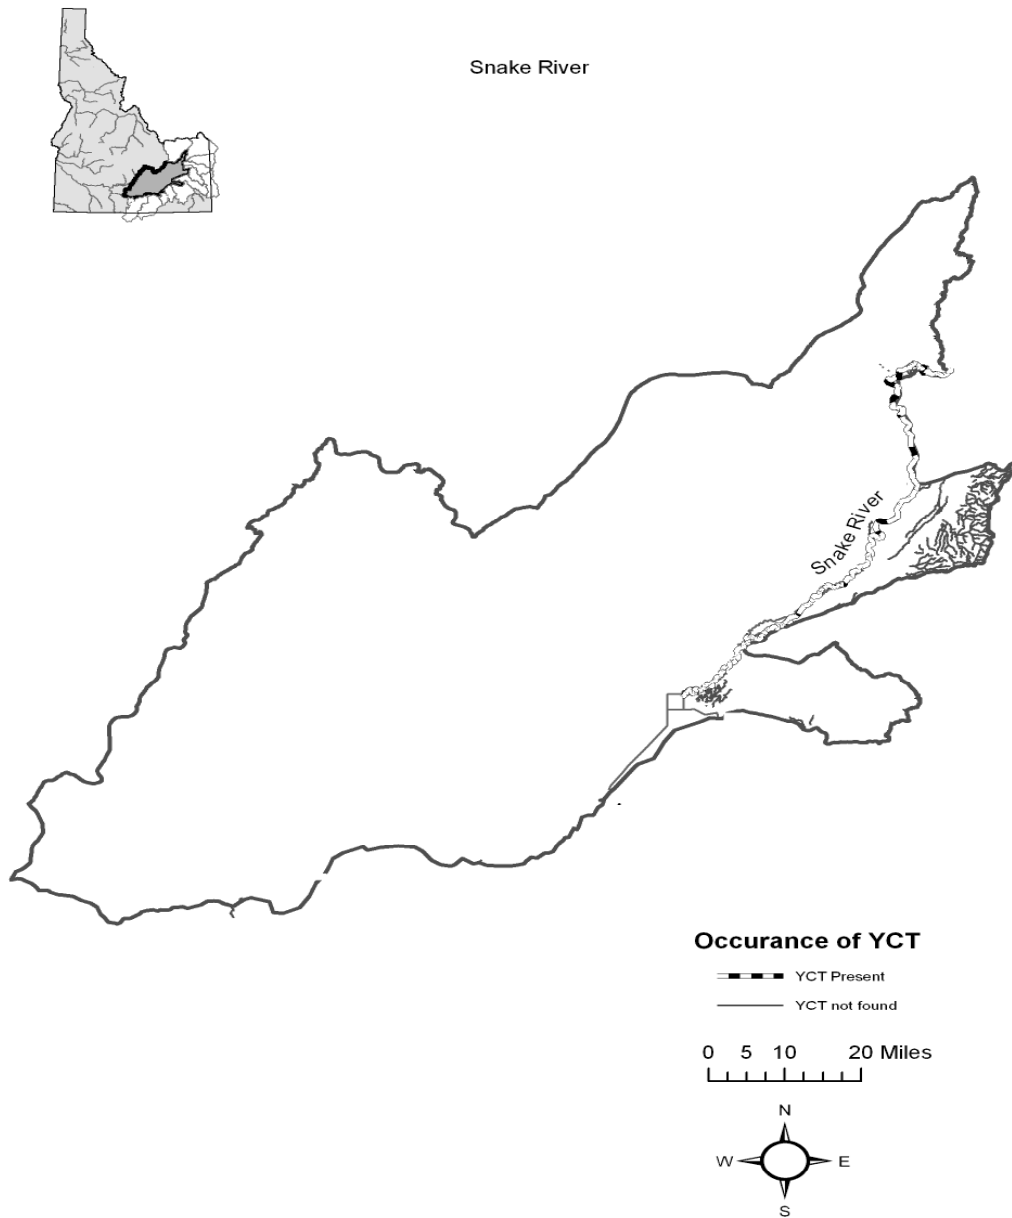 Snake River
Snake River
Occurance of YCT
YCT Present
YCT not found
0 5 10 20 Miles
N
W E
S